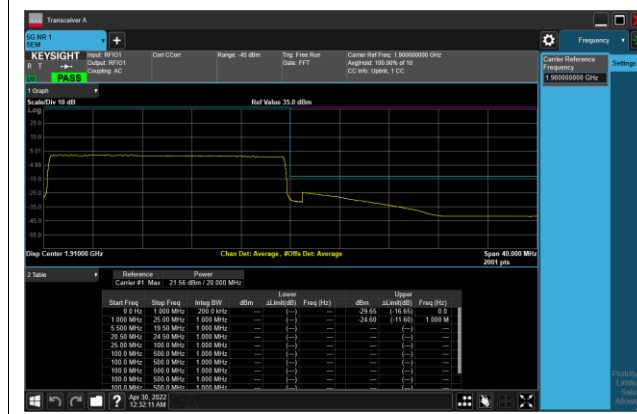 Transceiver A
5G NR 1
SEM
+
Frequency
KEYSIGHT
R T
Input: RFIO1
Output: RFIO1
Coupling: AC
Corr CCorr
Range: -45 dBm
Trig: Free Run
Gate: FFT
Carrier Ref Freq: 1.900000000 GHz
Avg|Hold: 100.00% of 10
CC Info: Uplink, 1 CC
PASS
Carrier Reference
Frequency
1.900000000 GHz
Settings
1 Graph
Scale/Div 10 dB
Ref Value 35.0 dBm
Log
25.0
15.0
5.01
-4.99
-15.0
-25.0
-35.0
-45.0
-55.0
Disp Center 1.91000 GHz
Chan Det: Average , #Offs Det: Average
Span 40.000 MHz
2001 pts
2 Table
Reference Power
Carrier #1: Max 21.56 dBm / 20.000 MHz
Lower Upper
Start Freq Stop Freq Integ BW dBm ΔLimit(dB) Freq (Hz) dBm ΔLimit(dB) Freq (Hz)
0.0 Hz 1.000 MHz 200.0 kHz --- (---) --- -29.65 (-16.65) 0.0
1.000 MHz 25.00 MHz 1.000 MHz --- (---) --- -24.60 (-11.60) 1.000 M
5.500 MHz 19.50 MHz 1.000 MHz --- (---) --- --- (---) ---
20.50 MHz 24.50 MHz 1.000 MHz --- (---) --- --- (---) ---
25.00 MHz 100.0 MHz 1.000 MHz --- (---) --- --- (---) ---
100.0 MHz 500.0 MHz 1.000 MHz --- (---) --- --- (---) ---
100.0 MHz 500.0 MHz 1.000 MHz --- (---) --- --- (---) ---
100.0 MHz 500.0 MHz 1.000 MHz --- (---) --- --- (---) ---
100.0 MHz 500.0 MHz 1.000 MHz --- (---) --- --- (---) ---
100.0 MHz 500.0 MHz 1.000 MHz --- (---) --- --- (---) ---
?
Apr 30, 2022
12:32:11 AM